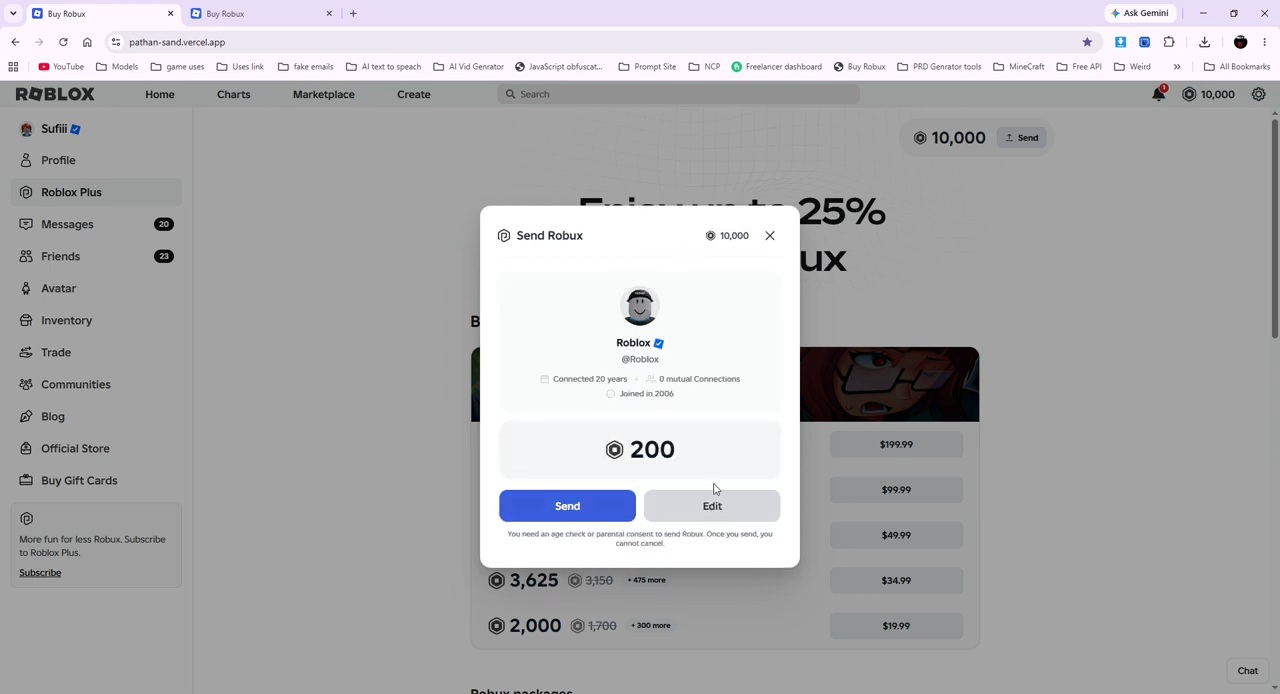 Buy Robux
Buy Robux
Ask Gemini
pathan-sand.vercel.app
YouTube
Models
game uses
Uses link
fake emails
AI text to speach
AI Vid Genrator
JavaScript obfuscat...
Prompt Site
NCP
Freelancer dashboard
Buy Robux
PRD Genrator tools
MineCraft
Free API
Weird
»
All Bookmarks
ROBLOX
Home
Charts
Marketplace
Create
Search
1
10,000
Sufiii
Profile
Roblox Plus
Messages
20
Friends
23
Avatar
Inventory
Trade
Communities
Blog
Official Store
Buy Gift Cards
More fun for less Robux. Subscribe
to Roblox Plus.
Subscribe
10,000
Send
25%
ux
B
Send Robux
10,000
Roblox
@Roblox
Connected 20 years
0 mutual Connections
Joined in 2006
200
Send
Edit
You need an age check or parental consent to send Robux. Once you send, you
cannot cancel.
$199.99
$99.99
$49.99
3,625
3,150
+ 475 more
$34.99
2,000
1,700
+ 300 more
$19.99
Chat